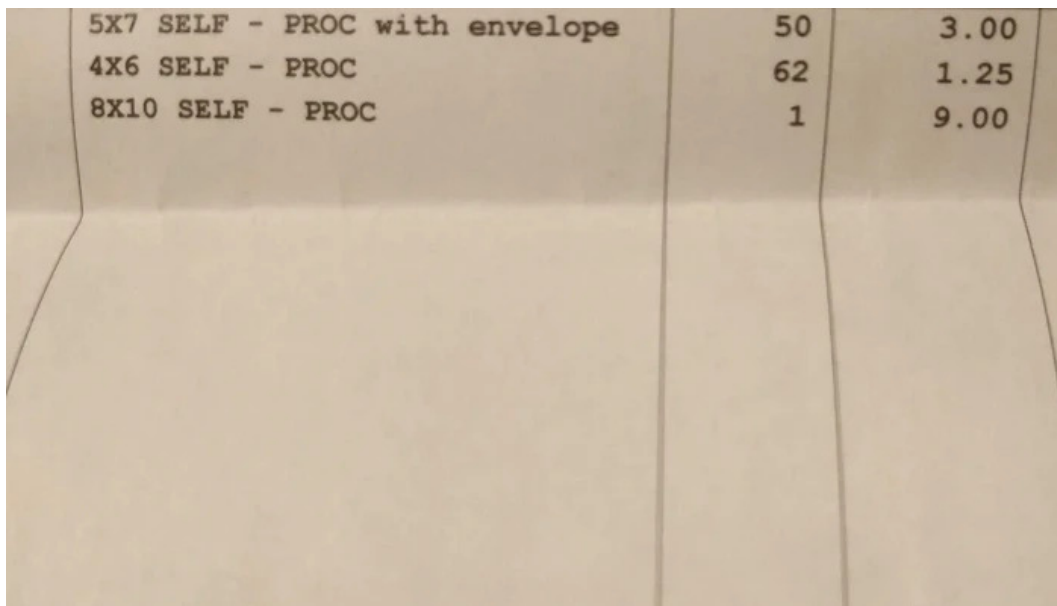 5X7 SELF - PROC with envelope 50 3.00
4X6 SELF - PROC 62 1.25
8X10 SELF - PROC 1 9.00